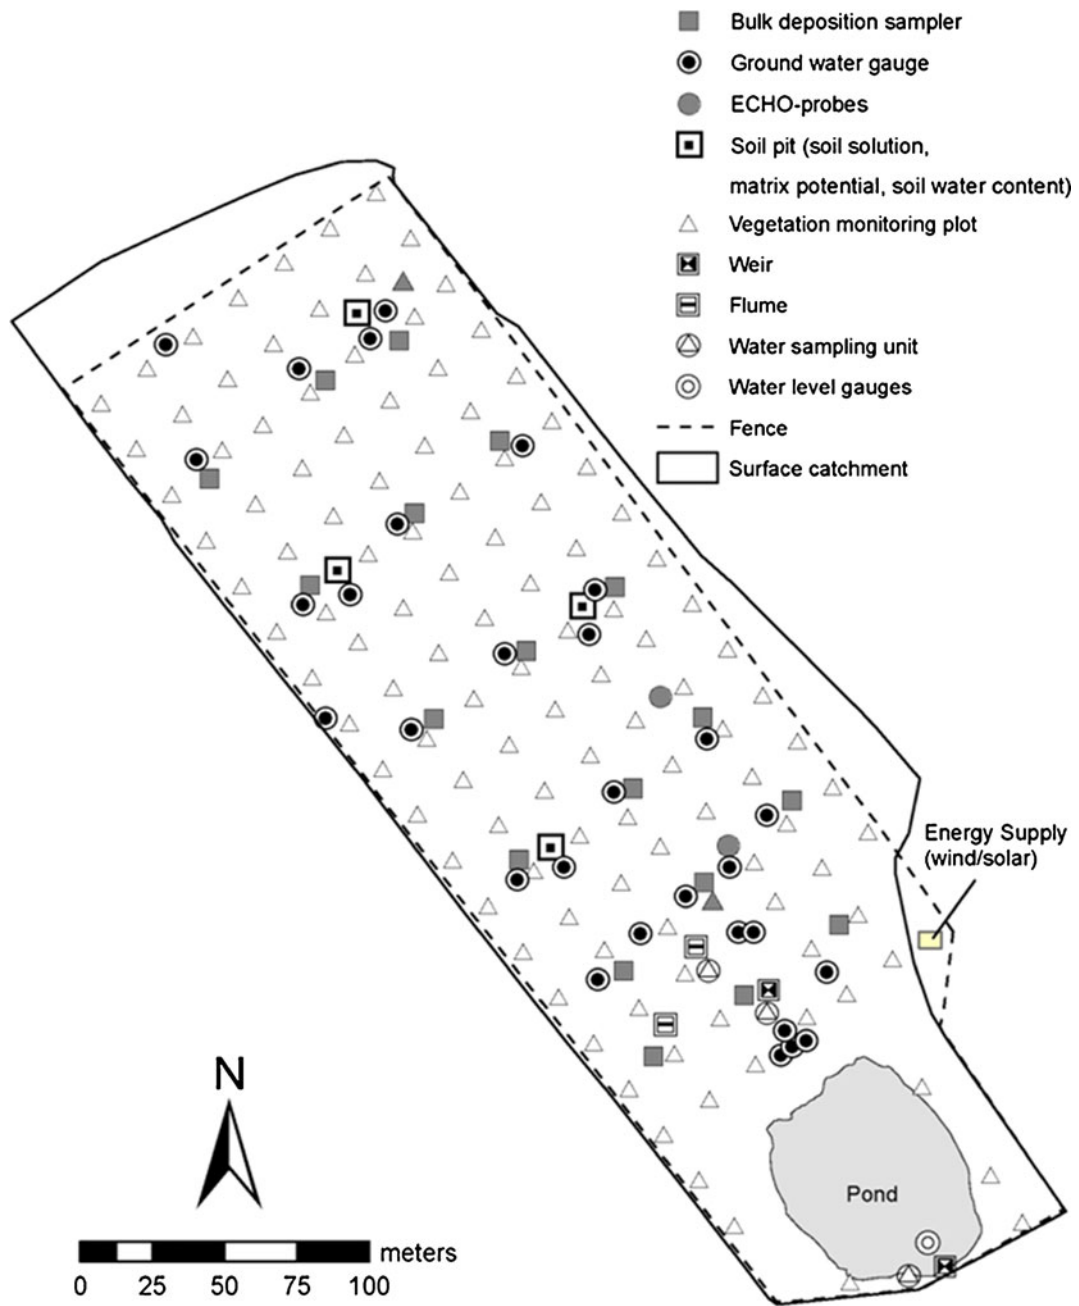 Bulk deposition sampler
Ground water gauge
ECHO-probes
Soil pit (soil solution,
matrix potential, soil water content)
Vegetation monitoring plot
Weir
Flume
Water sampling unit
Water level gauges
Fence
Surface catchment
Energy Supply
(wind/solar)
N
Pond
meters
0 25 50 75 100